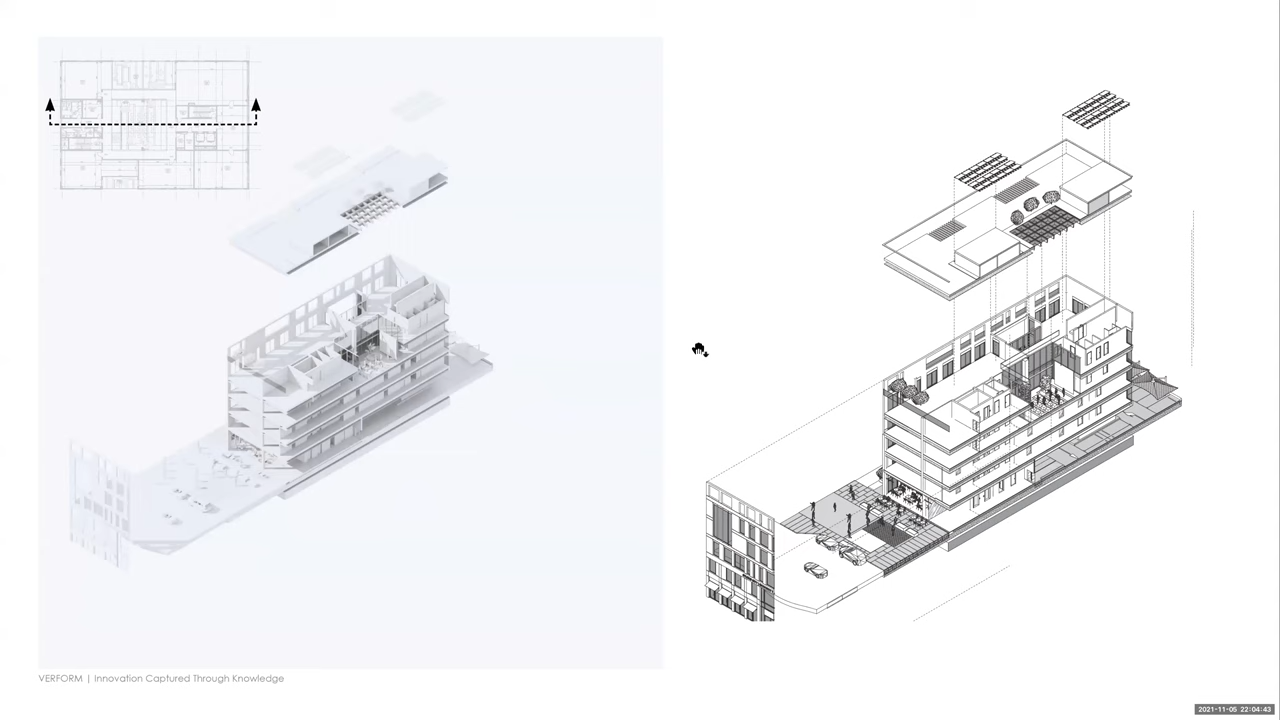 VERFORM | Innovation Captured Through Knowledge
2021-11-05 22:04:43